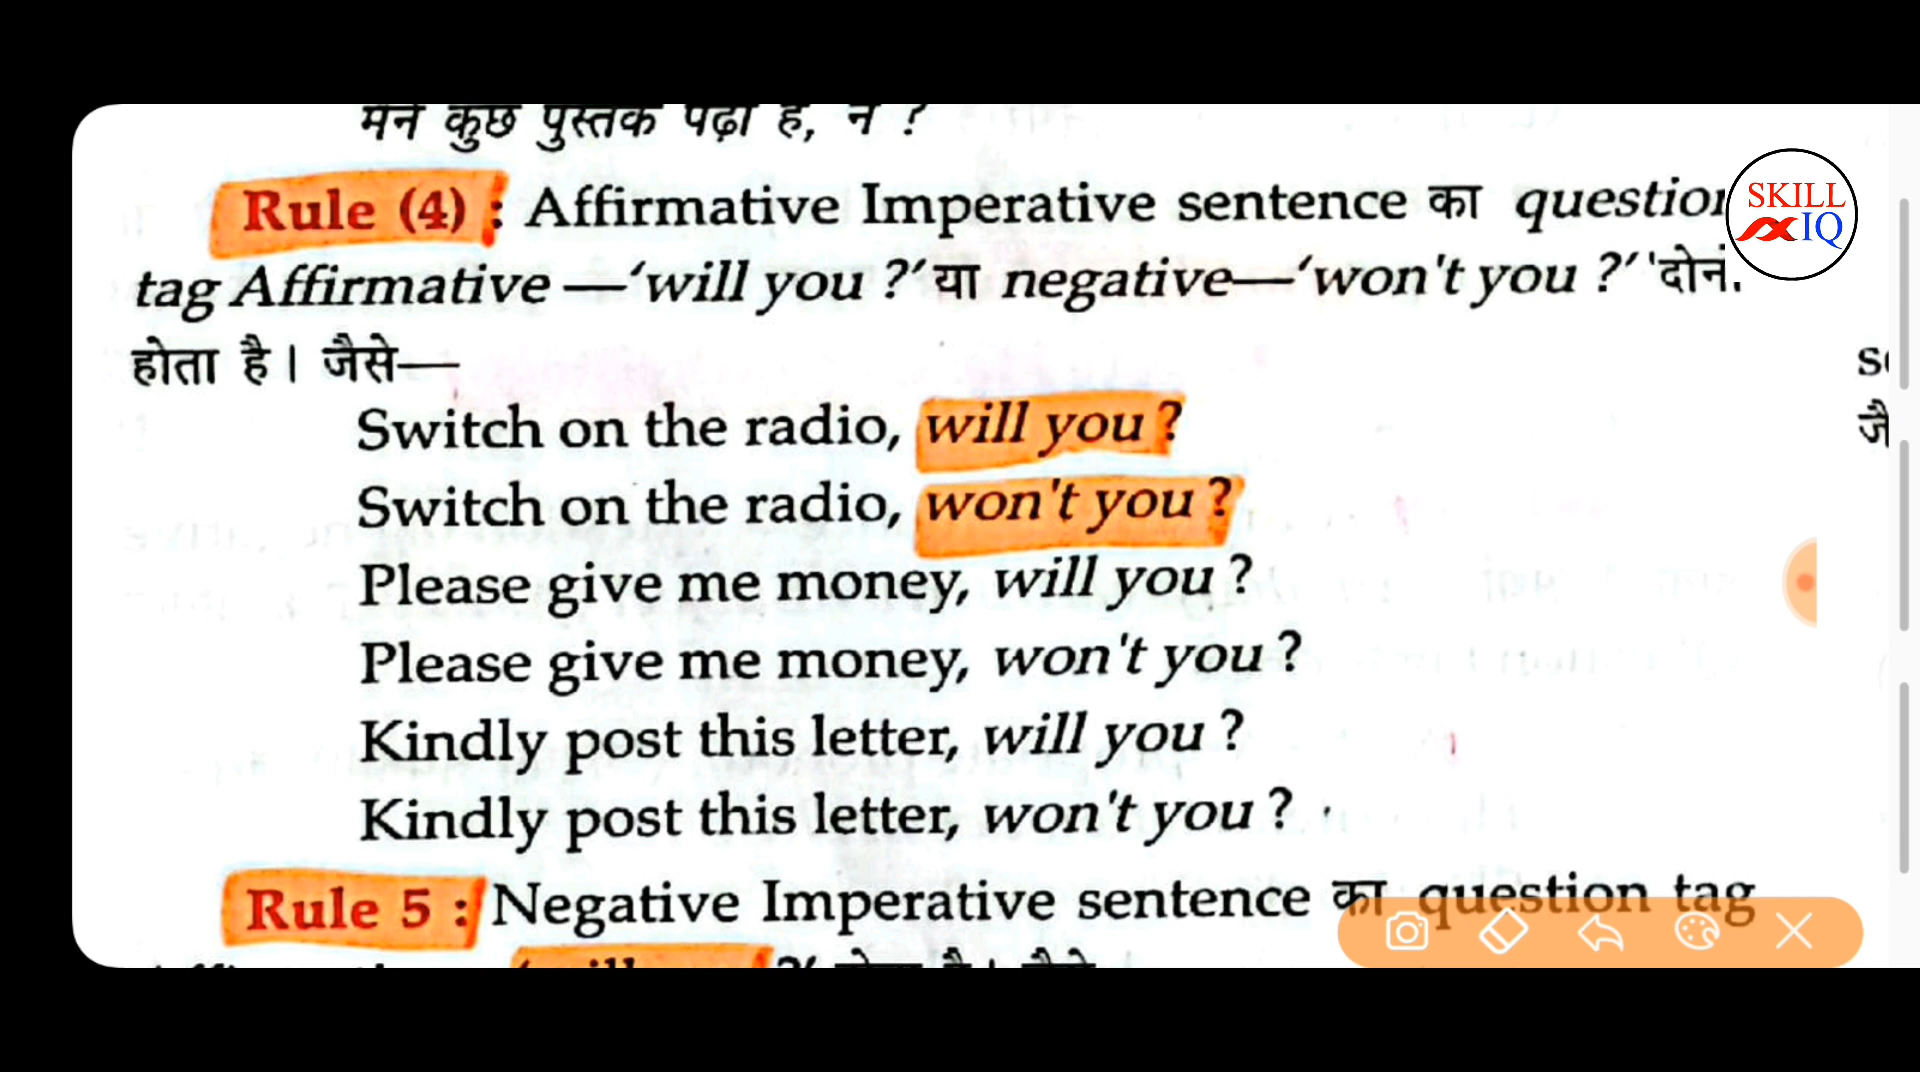 कुछ पुस्तक पढ़ी है, न ?
Rule (4) : Affirmative Imperative sentence का question
SKILL
IQ
tag Affirmative —‘will you ?’ या negative—‘won't you ?’ 'दोनों
होता है। जैसे—
Switch on the radio, will you ?
Switch on the radio, won't you ?
Please give me money, will you ?
Please give me money, won't you ?
Kindly post this letter, will you ?
Kindly post this letter, won't you ?
Rule 5 : Negative Imperative sentence का question tag